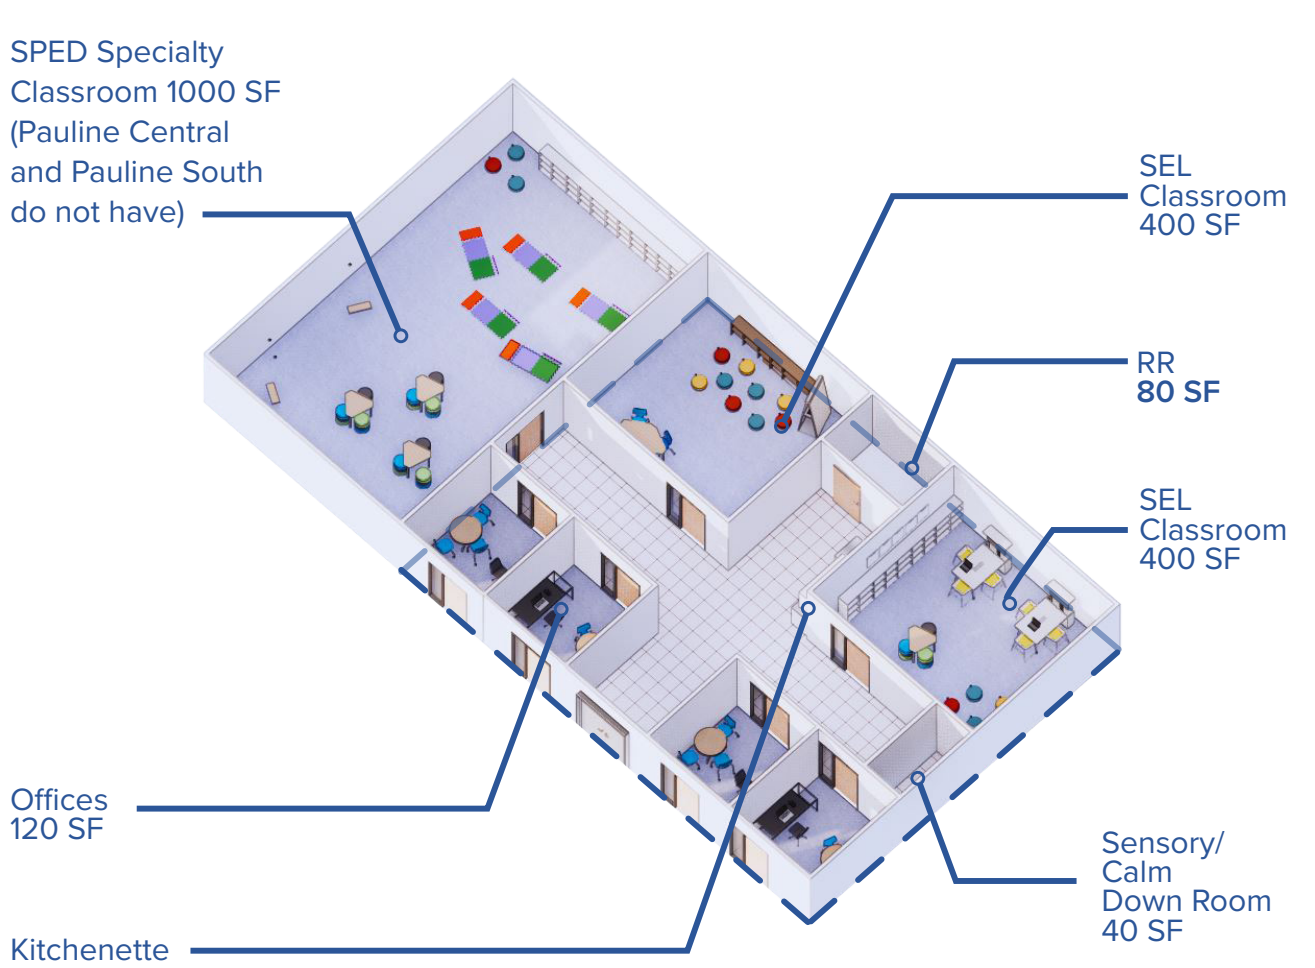 SPED Specialty
Classroom 1000 SF
(Pauline Central
and Pauline South
do not have)
SEL
Classroom
400 SF
RR
80 SF
SEL
Classroom
400 SF
Offices
120 SF
Sensory/
Calm
Down Room
40 SF
Kitchenette